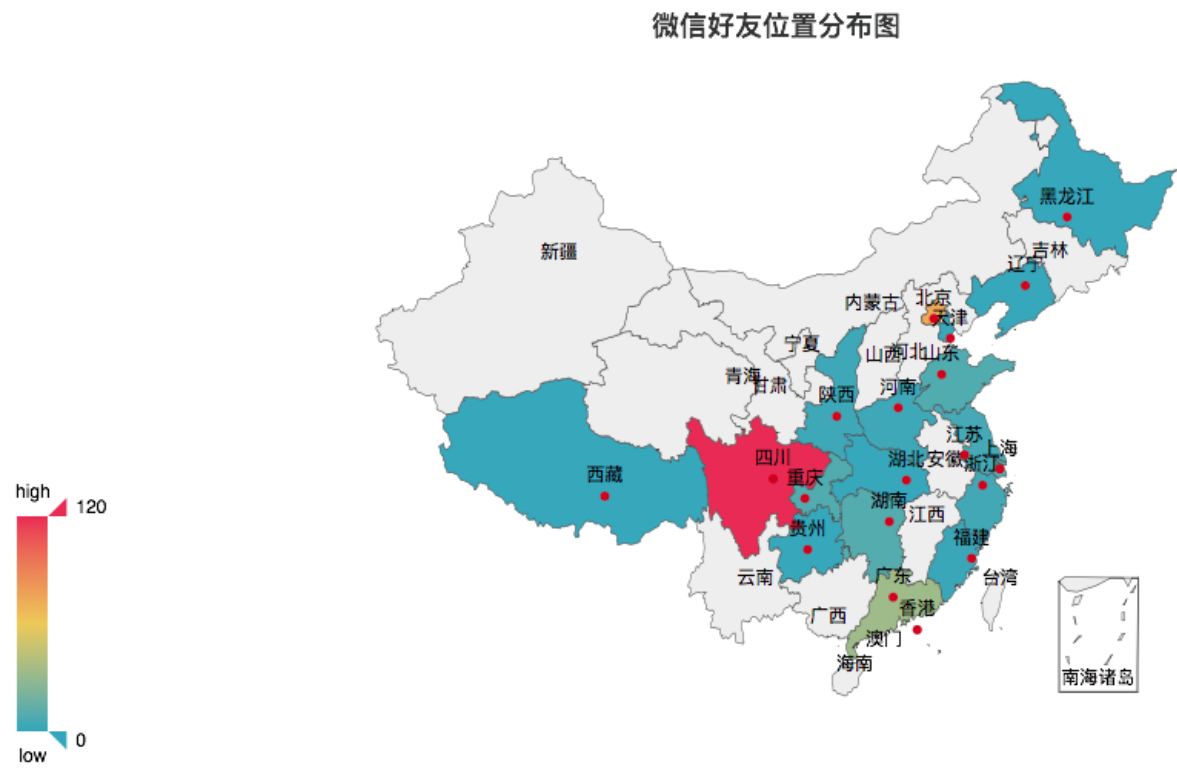 微信好友位置分布图
黑龙江
吉林
辽宁
新疆
内蒙古
北京
天津
宁夏
山西
河北
山东
青海
甘肃
陕西
河南
江苏
上海
四川
湖北
安徽
浙江
西藏
重庆
湖南
江西
贵州
福建
云南
广东
台湾
广西
香港
澳门
海南
南海诸岛
high
120
0
low